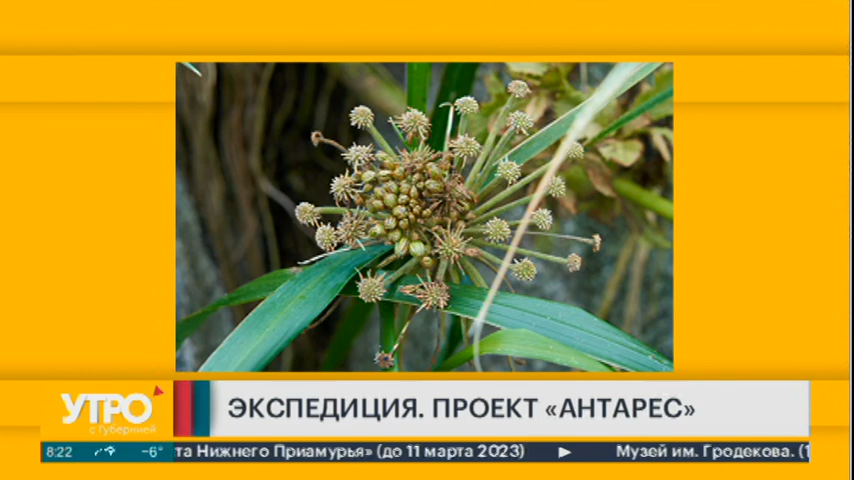 УТРО
с Губернией
ЭКСПЕДИЦИЯ. ПРОЕКТ «АНТАРЕС»
8:22 -6° та Нижнего Приамурья» (до 11 марта 2023) ▶ Музей им. Гродекова. (1